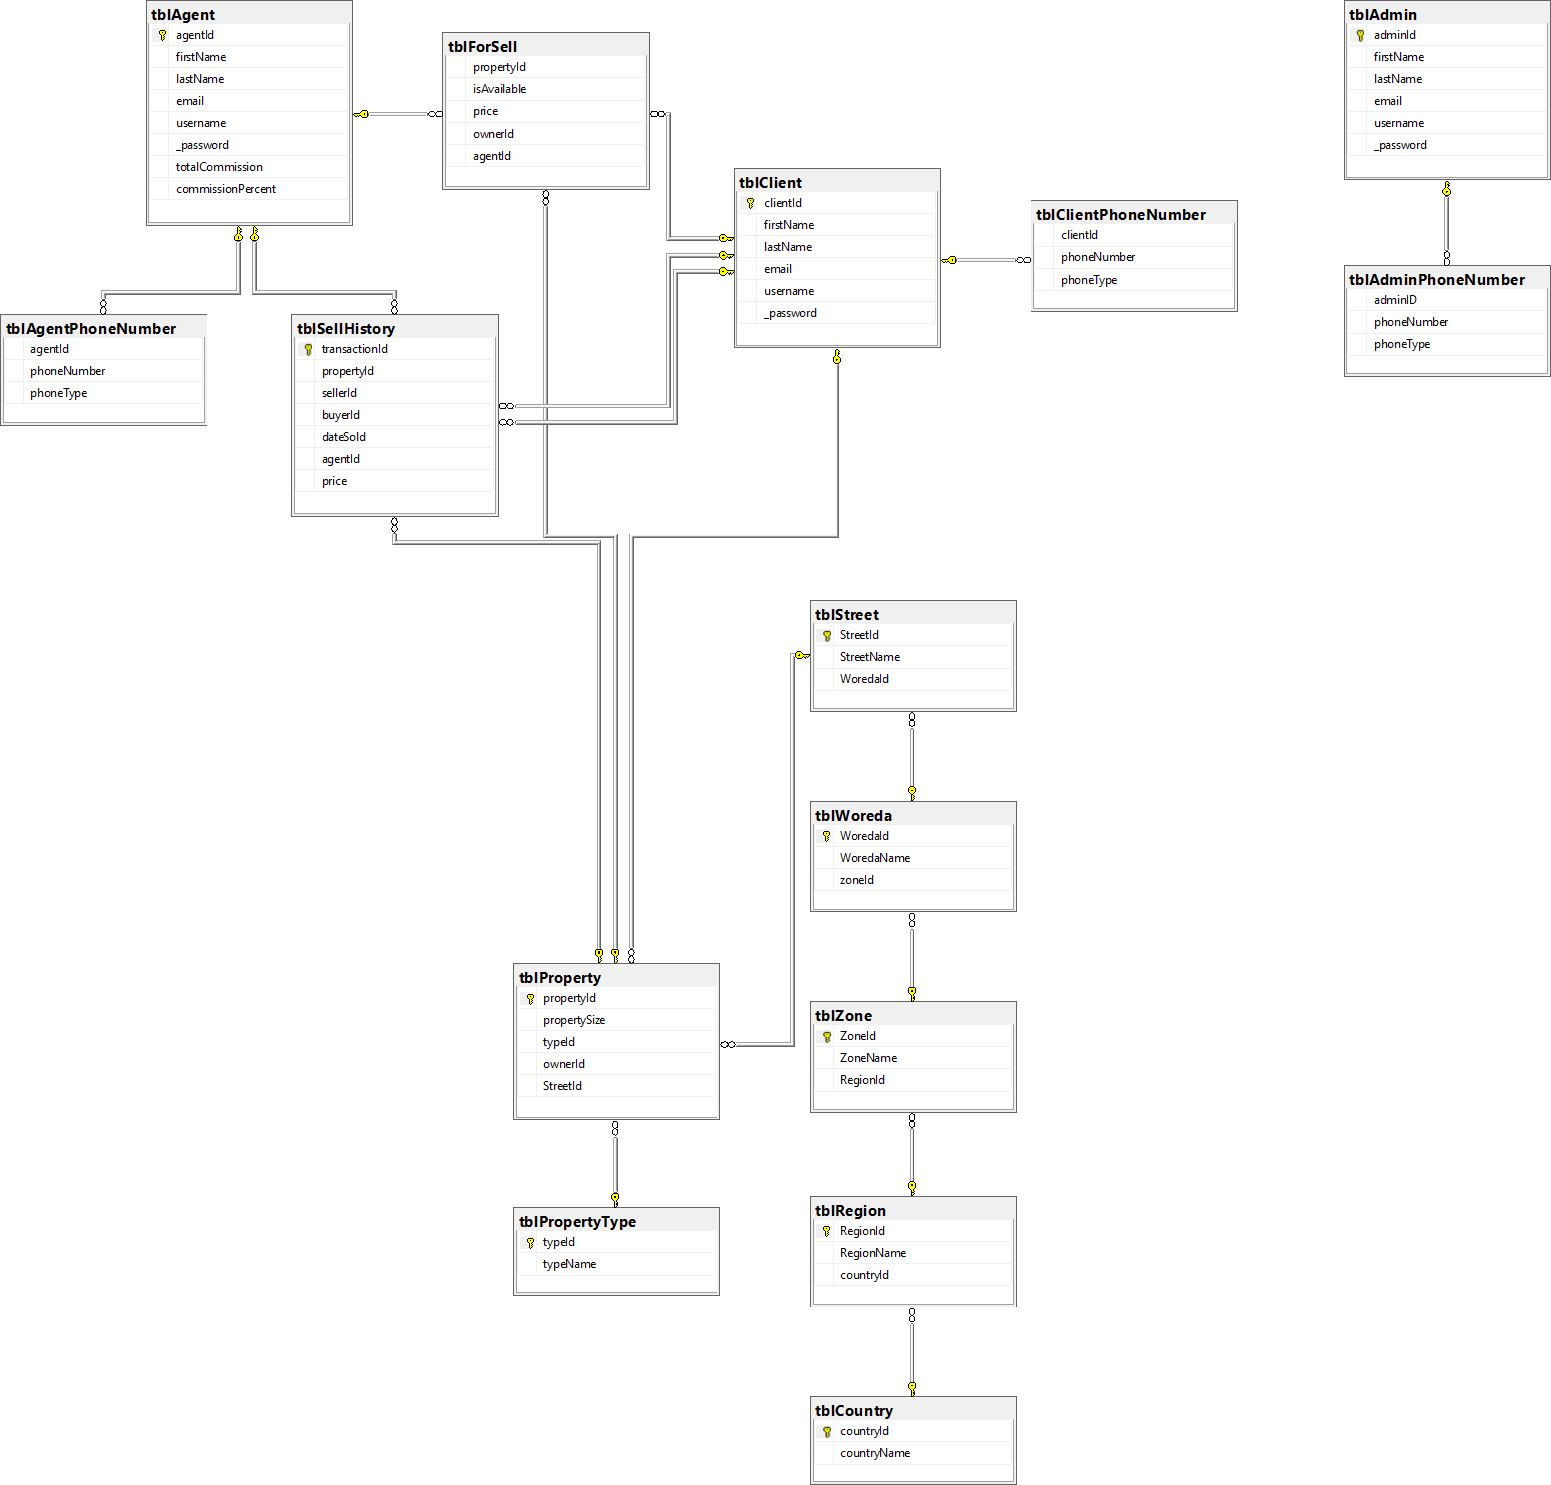 tblAgent
agentId
firstName
lastName
email
username
_password
totalCommission
commissionPercent
tblForSell
propertyId
isAvailable
price
ownerId
agentId
tblClient
clientId
firstName
lastName
email
username
_password
tblClientPhoneNumber
clientId
phoneNumber
phoneType
tblAdmin
adminId
firstName
lastName
email
username
_password
tblAdminPhoneNumber
adminID
phoneNumber
phoneType
tblAgentPhoneNumber
agentId
phoneNumber
phoneType
tblSellHistory
transactionId
propertyId
sellerId
buyerId
dateSold
agentId
price
tblStreet
StreetId
StreetName
WoredaId
tblWoreda
WoredaId
WoredaName
zoneId
tblProperty
propertyId
propertySize
typeId
ownerId
StreetId
tblZone
ZoneId
ZoneName
RegionId
tblPropertyType
typeId
typeName
tblRegion
RegionId
RegionName
countryId
tblCountry
countryId
countryName